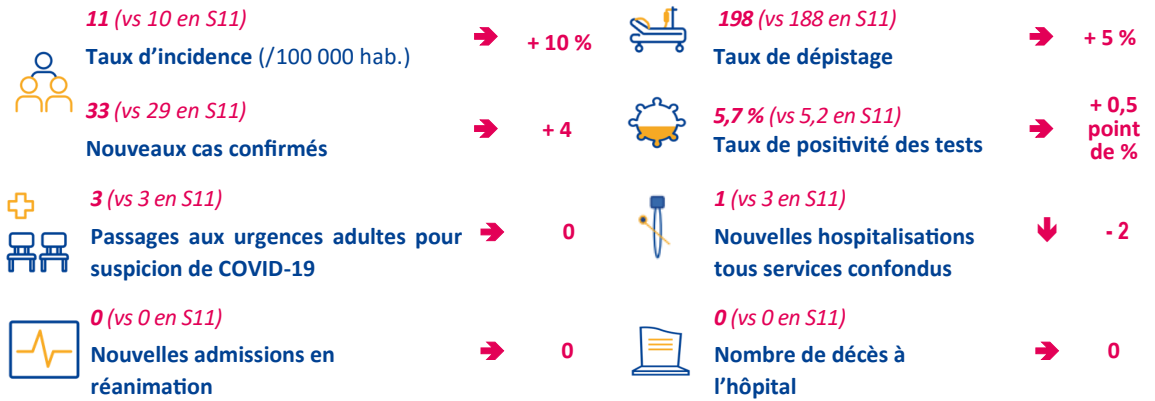 11 (vs 10 en S11)
Taux d’incidence (/100 000 hab.)
+ 10 %
198 (vs 188 en S11)
Taux de dépistage
+ 5 %
33 (vs 29 en S11)
Nouveaux cas confirmés
+ 4
5,7 % (vs 5,2 en S11)
Taux de positivité des tests
+ 0,5
point
de %
3 (vs 3 en S11)
Passages aux urgences adultes pour
suspicion de COVID-19
0
1 (vs 3 en S11)
Nouvelles hospitalisations
tous services confondus
- 2
0 (vs 0 en S11)
Nouvelles admissions en
réanimation
0
0 (vs 0 en S11)
Nombre de décès à
l’hôpital
0